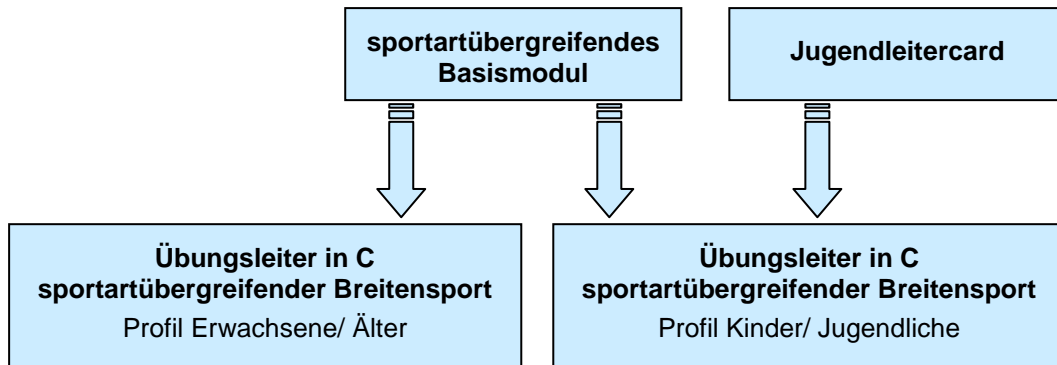 sportartübergreifendes
Basismodul
Jugendleitercard
Übungsleiter in C
sportartübergreifender Breitensport
Profil Erwachsene/ Älter
Übungsleiter in C
sportartübergreifender Breitensport
Profil Kinder/ Jugendliche